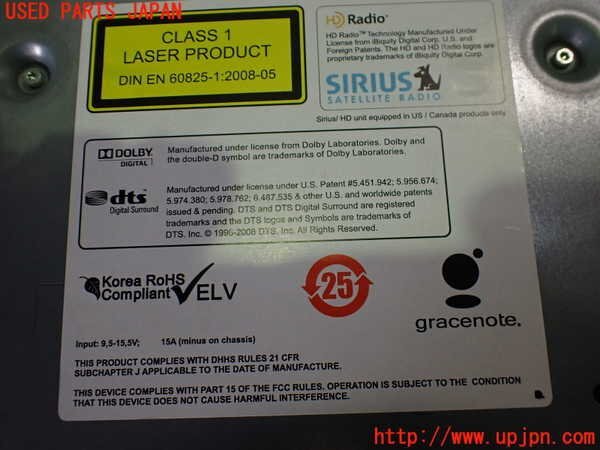 USED PARTS JAPAN
CLASS 1
LASER PRODUCT
DIN EN 60825-1:2008-05
HD Radio™
HD Radio™ Technology Manufactured Under
License from iBiquity Digital Corp. U.S. and
Foreign Patents. The HD and HD Radio logos are
proprietary trademarks of iBiquity Digital Corp.
SIRIUS
SATELLITE RADIO
Sirius/ HD unit equipped in US / Canada products only
DOLBY
DIGITAL
Manufactured under license from Dolby Laboratories. Dolby and
the double-D symbol are trademarks of Dolby Laboratories.
dts
Digital Surround
Manufactured under license under U.S. Patent #5.451.942; 5.956.674;
5.974.380; 5.978.762; 6.487.535 & other U.S. and worldwide patents
issued & pending. DTS and DTS Digital Surround are registered
trademarks and the DTS logos and Symbols are trademarks of
DTS. Inc. © 1996-2008 DTS, Inc. All Rights Reserved.
Korea RoHS
Compliant
ELV
25
gracenote.
Input: 9,5-15,5V; 15A (minus on chassis)
THIS PRODUCT COMPLIES WITH DHHS RULES 21 CFR
SUBCHAPTER J APPLICABLE TO THE DATE OF MANUFACTURE.
THIS DEVICE COMPLIES WITH PART 15 OF THE FCC RULES. OPERATION IS SUBJECT TO THE CONDITION
THAT THIS DEVICE DOES NOT CAUSE HARMFUL INTERFERENCE.
http://www.upjpn.com/